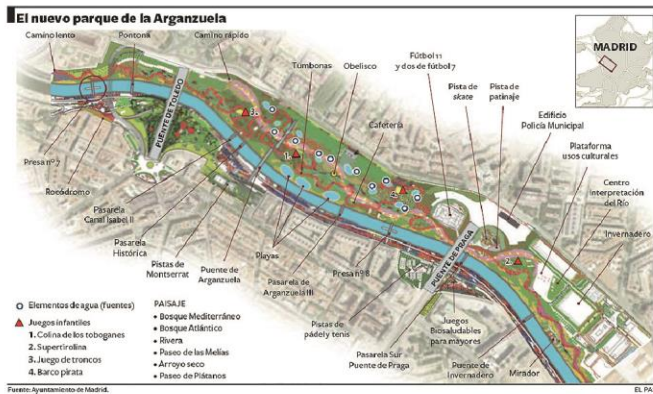 El nuevo parque de la Arganzuela
Camino lento
Pontona
Camino rápido
Tumbonas
Obelisco
Fútbol 11
y dos de fútbol 7
Pista de
skate
Pista de
patinaje
MADRID
Edificio
Policía Municipal
Plataforma
usos culturales
Centro
interpretación
del Río
Invernadero
Cafetería
PUENTE DE TOLEDO
3.
1.
2.
Presa nº 7
Rocódromo
Pasarela
Canal Isabel II
Pasarela
Histórica
Pistas de
Montserrat
Puente de
Arganzuela
Playas
Pasarela de
Arganzuela III
Presa nº 8
PUENTE DE PRAGA
Pistas de
pádel y tenis
Juegos
Biosaludables
para mayores
Pasarela Sur
Puente de Praga
Puente de
Invernadero
Mirador
Elementos de agua (fuentes)
Juegos infantiles
1. Colina de los toboganes
2. Supertirolina
3. Juego de troncos
4. Barco pirata
PAISAJE
• Bosque Mediterráneo
• Bosque Atlántico
• Rivera
• Paseo de las Melías
• Arroyo seco
• Paseo de Plátanos
Fuente: Ayuntamiento de Madrid.
EL PA